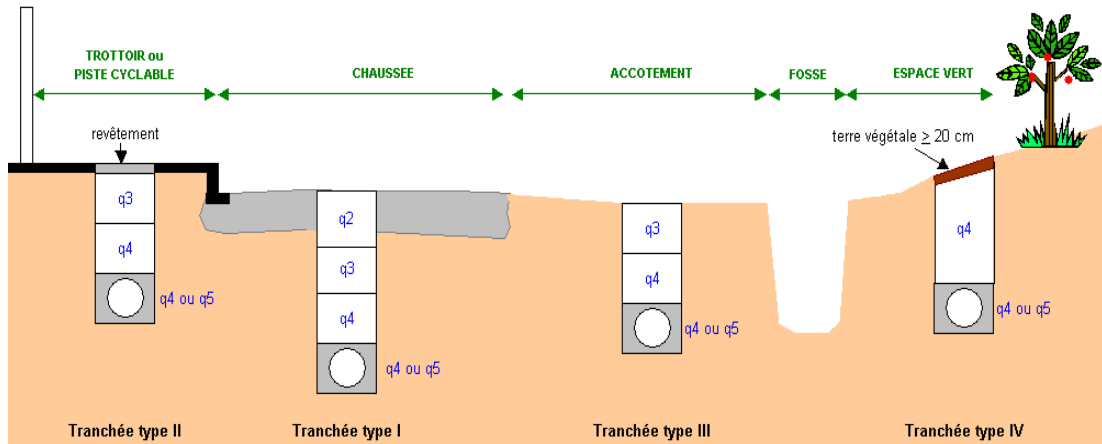 TROTTOIR ou
PISTE CYCLABLE
CHAUSSEE
ACCOTEMENT
FOSSE
ESPACE VERT
revêtement
terre végétale ≥ 20 cm
q3
q4
q4 ou q5
q2
q3
q4
q4 ou q5
q3
q4
q4 ou q5
q4
q4 ou q5
Tranchée type II
Tranchée type I
Tranchée type III
Tranchée type IV